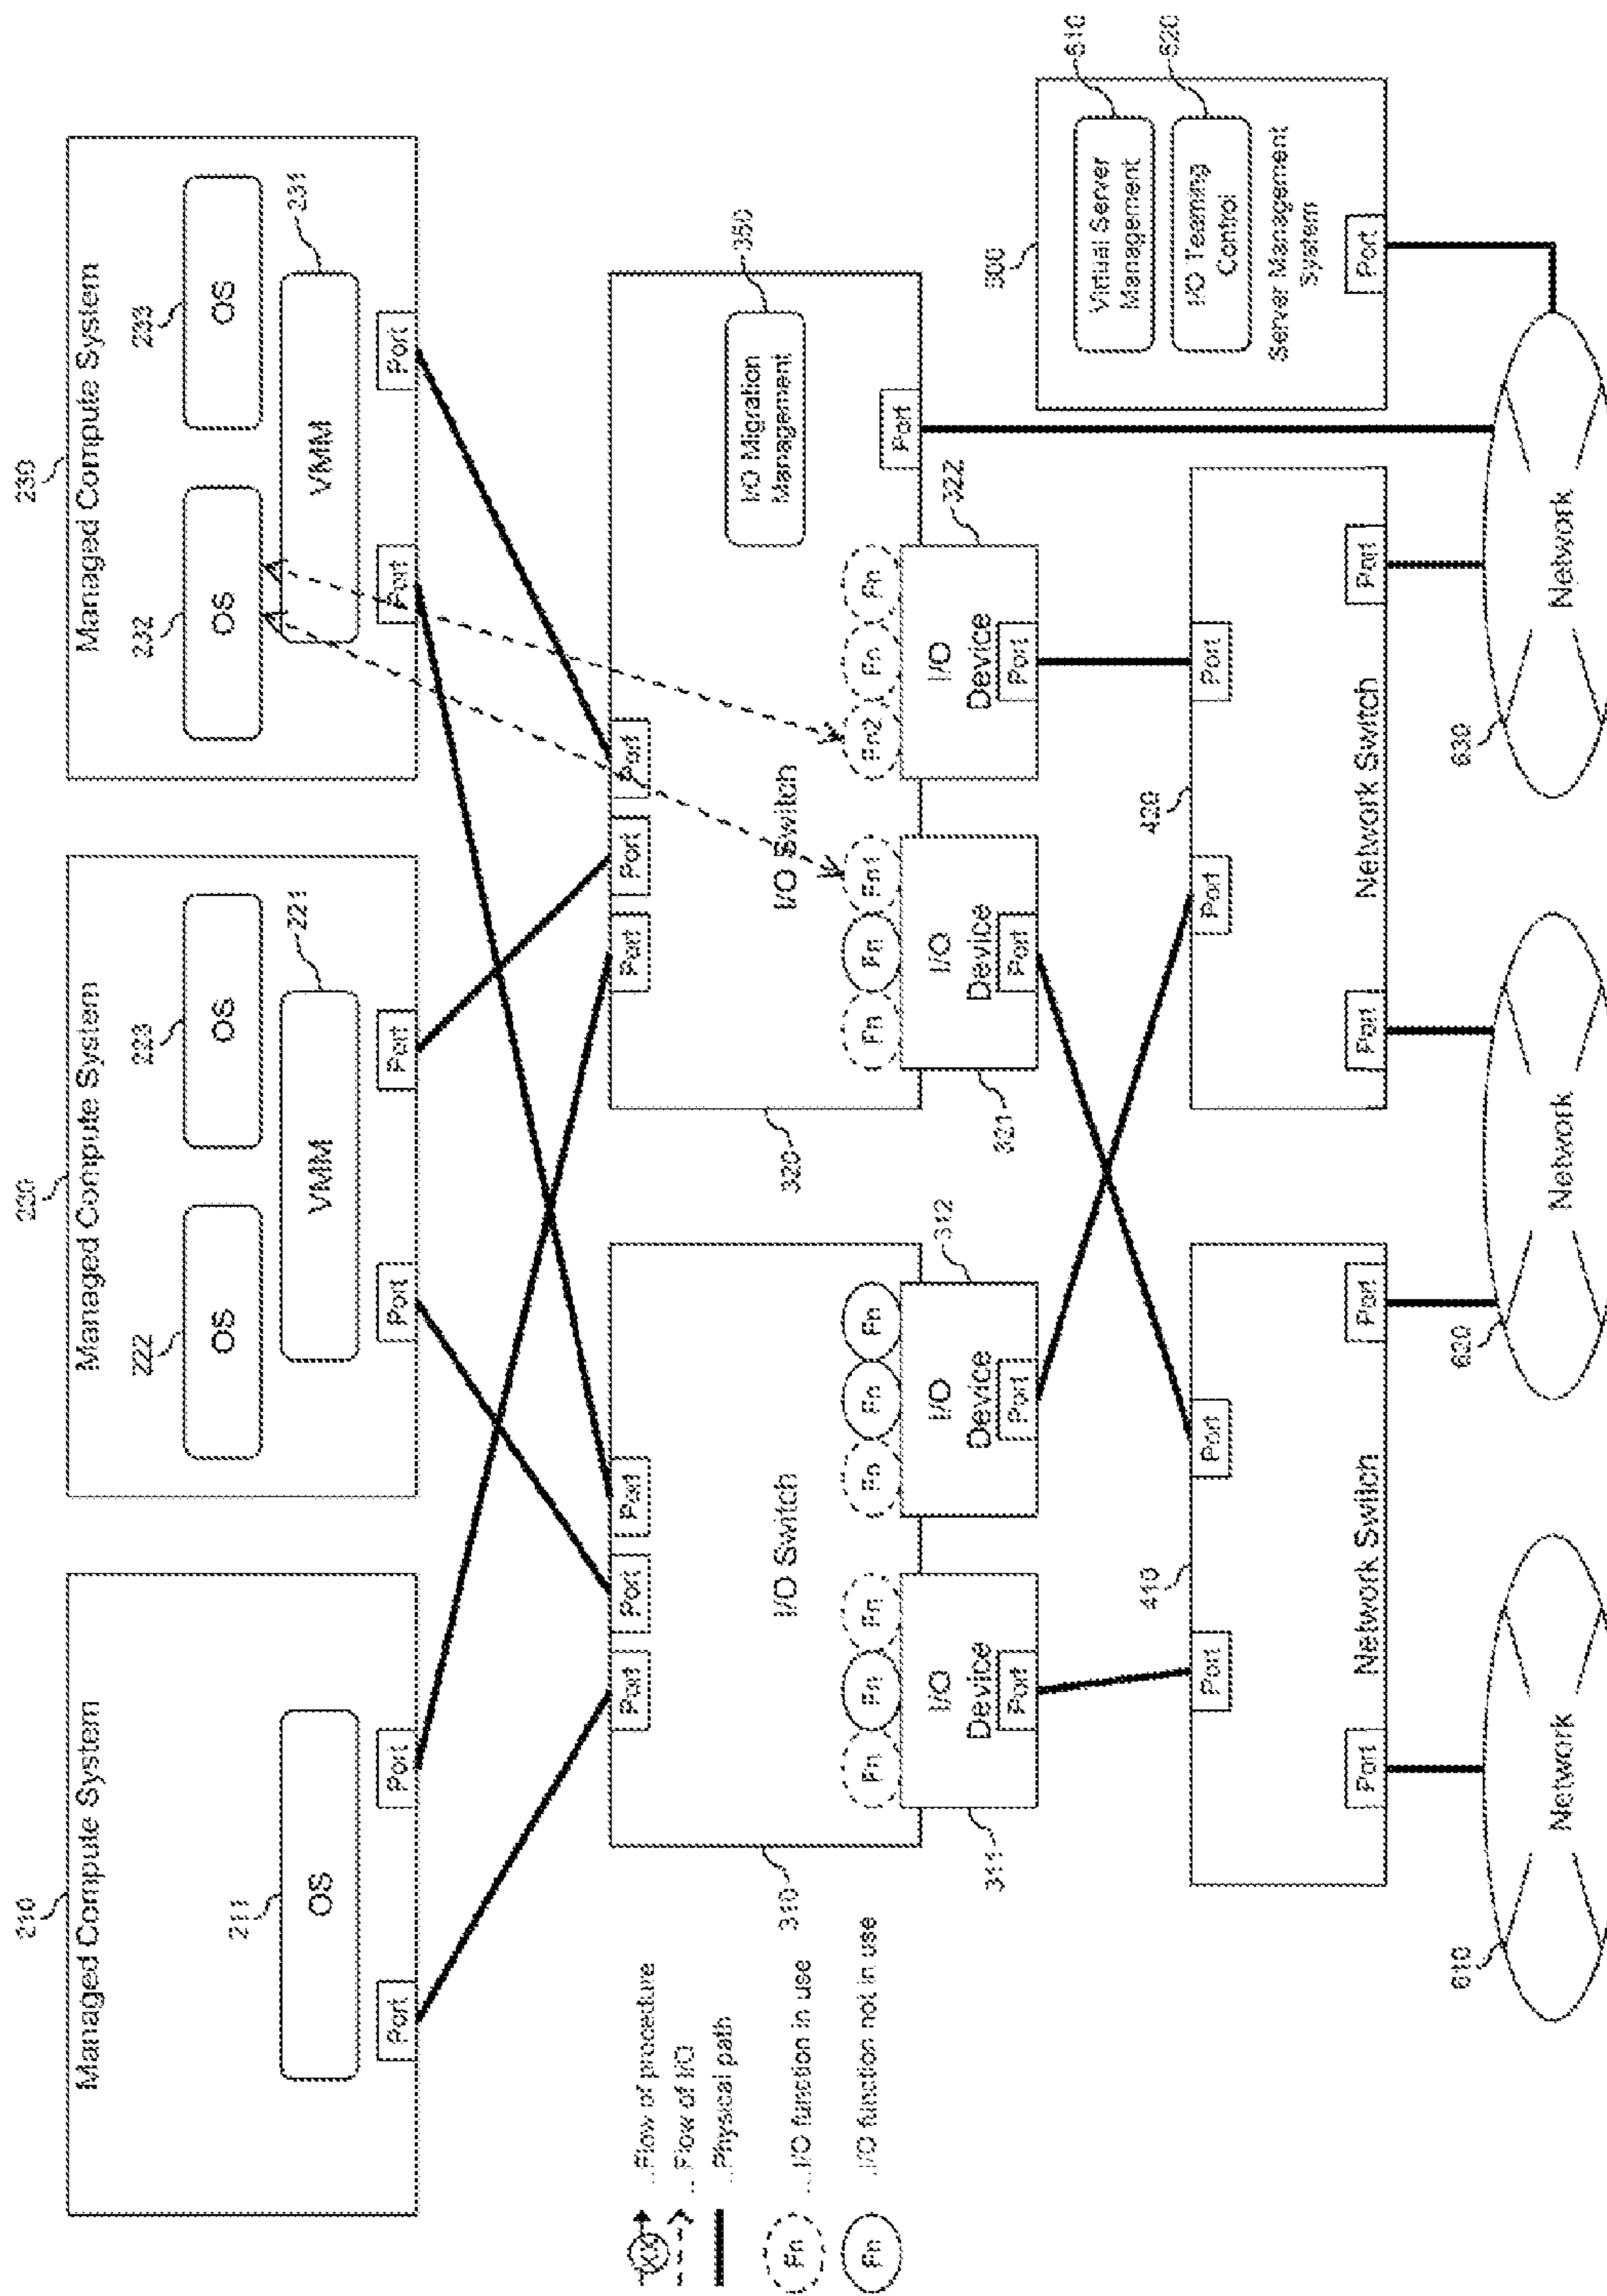 210
Managed Compute System
211
OS
Port
Port
220
Managed Compute System
222
OS
223
OS
221
VMM
Port
Port
230
Managed Compute System
232
OS
233
OS
231
VMM
Port
Port
...Flow of procedure
...Flow of I/O
...Physical path
Fn
...I/O function in use
Fn
...I/O function not in use
310
Port
Port
Port
I/O Switch
Fn
Fn
Fn
Fn
Fn
Fn
311
I/O
Device
Port
312
I/O
Device
Port
320
Port
Port
Port
I/O Switch
350
I/O Migration
Management
Fn
Fn
Fn1
Fn2
Fn
Fn
321
I/O
Device
Port
322
I/O
Device
Port
Port
410
Port
Port
Network Switch
Port
Port
420
Port
Port
Network Switch
Port
Port
Virtual Server
Management
I/O Teaming
Control
Server Management
System
Port
610
Network
620
Network
630
Network